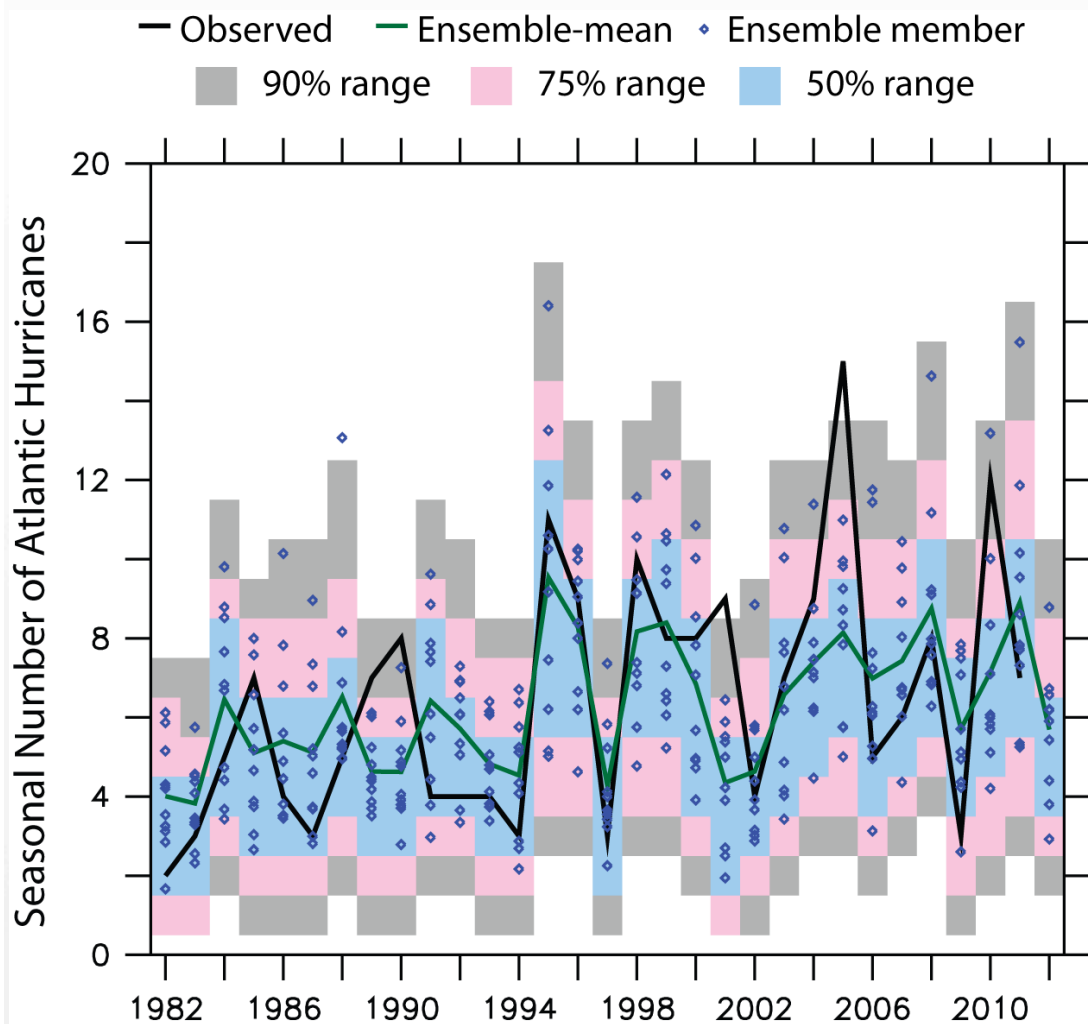 Observed Ensemble-mean Ensemble member
90% range 75% range 50% range
Seasonal Number of Atlantic Hurricanes
20
16
12
8
4
0
1982 1986 1990 1994 1998 2002 2006 2010